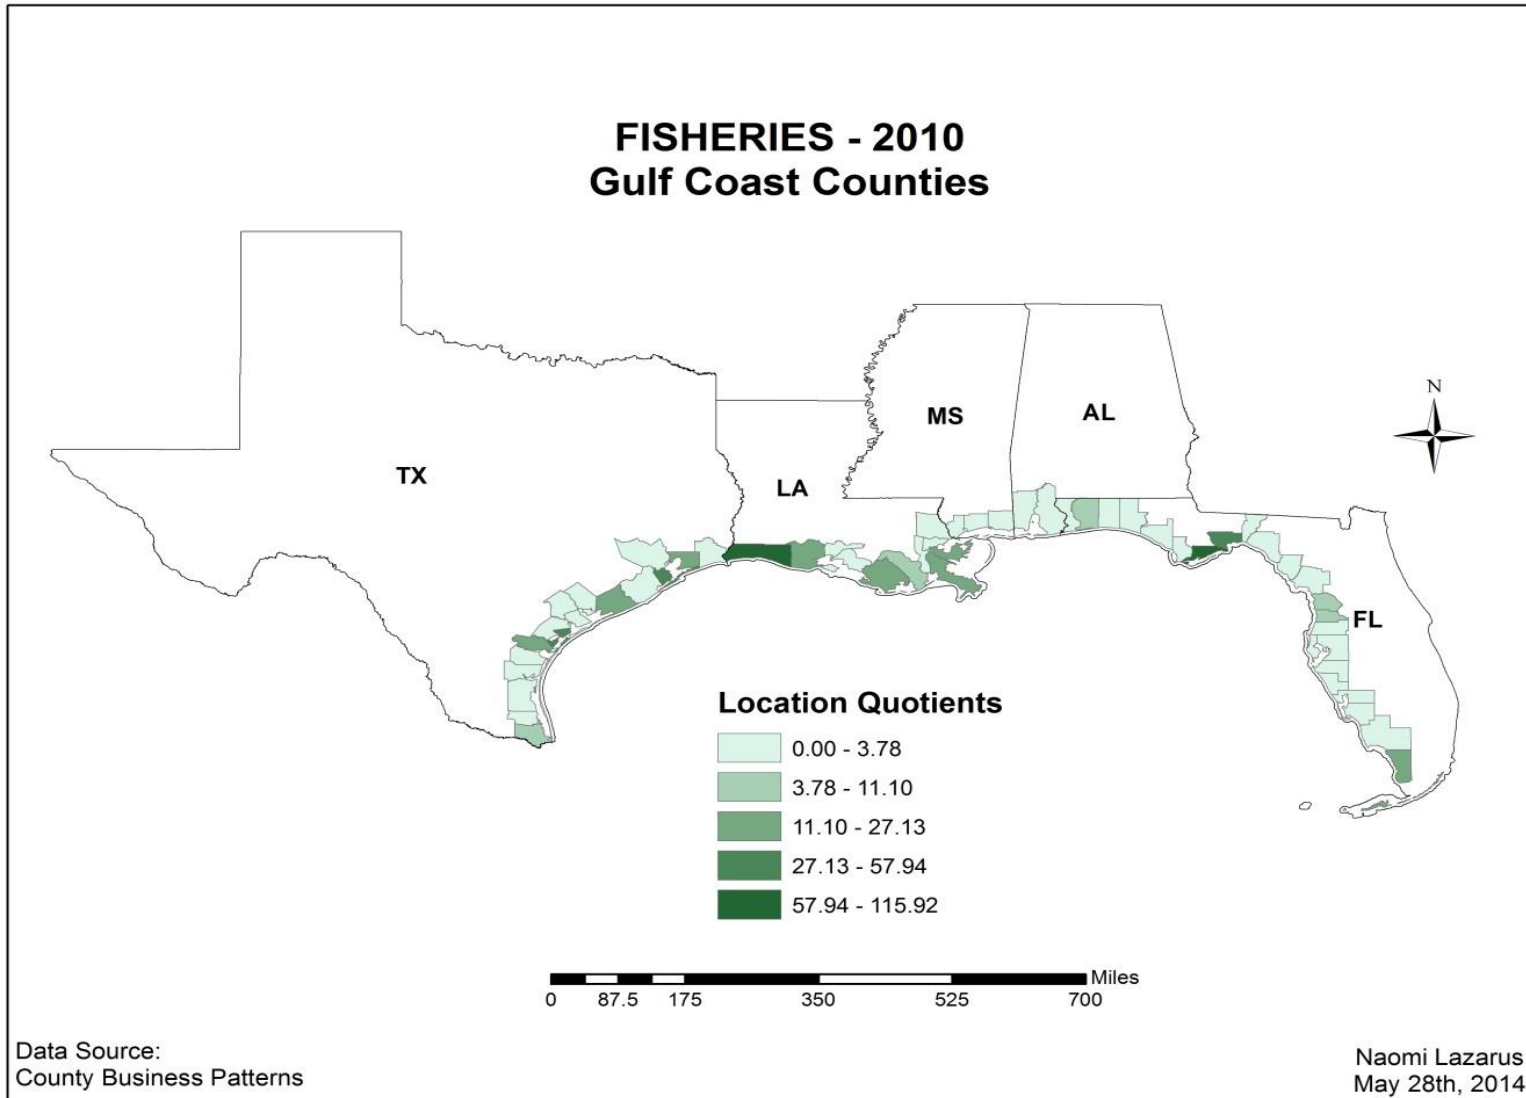 FISHERIES - 2010
Gulf Coast Counties
N
MS
AL
TX
LA
FL
Location Quotients
0.00 - 3.78
3.78 - 11.10
11.10 - 27.13
27.13 - 57.94
57.94 - 115.92
Miles
0 87.5 175 350 525 700
Data Source:
County Business Patterns
Naomi Lazarus
May 28th, 2014